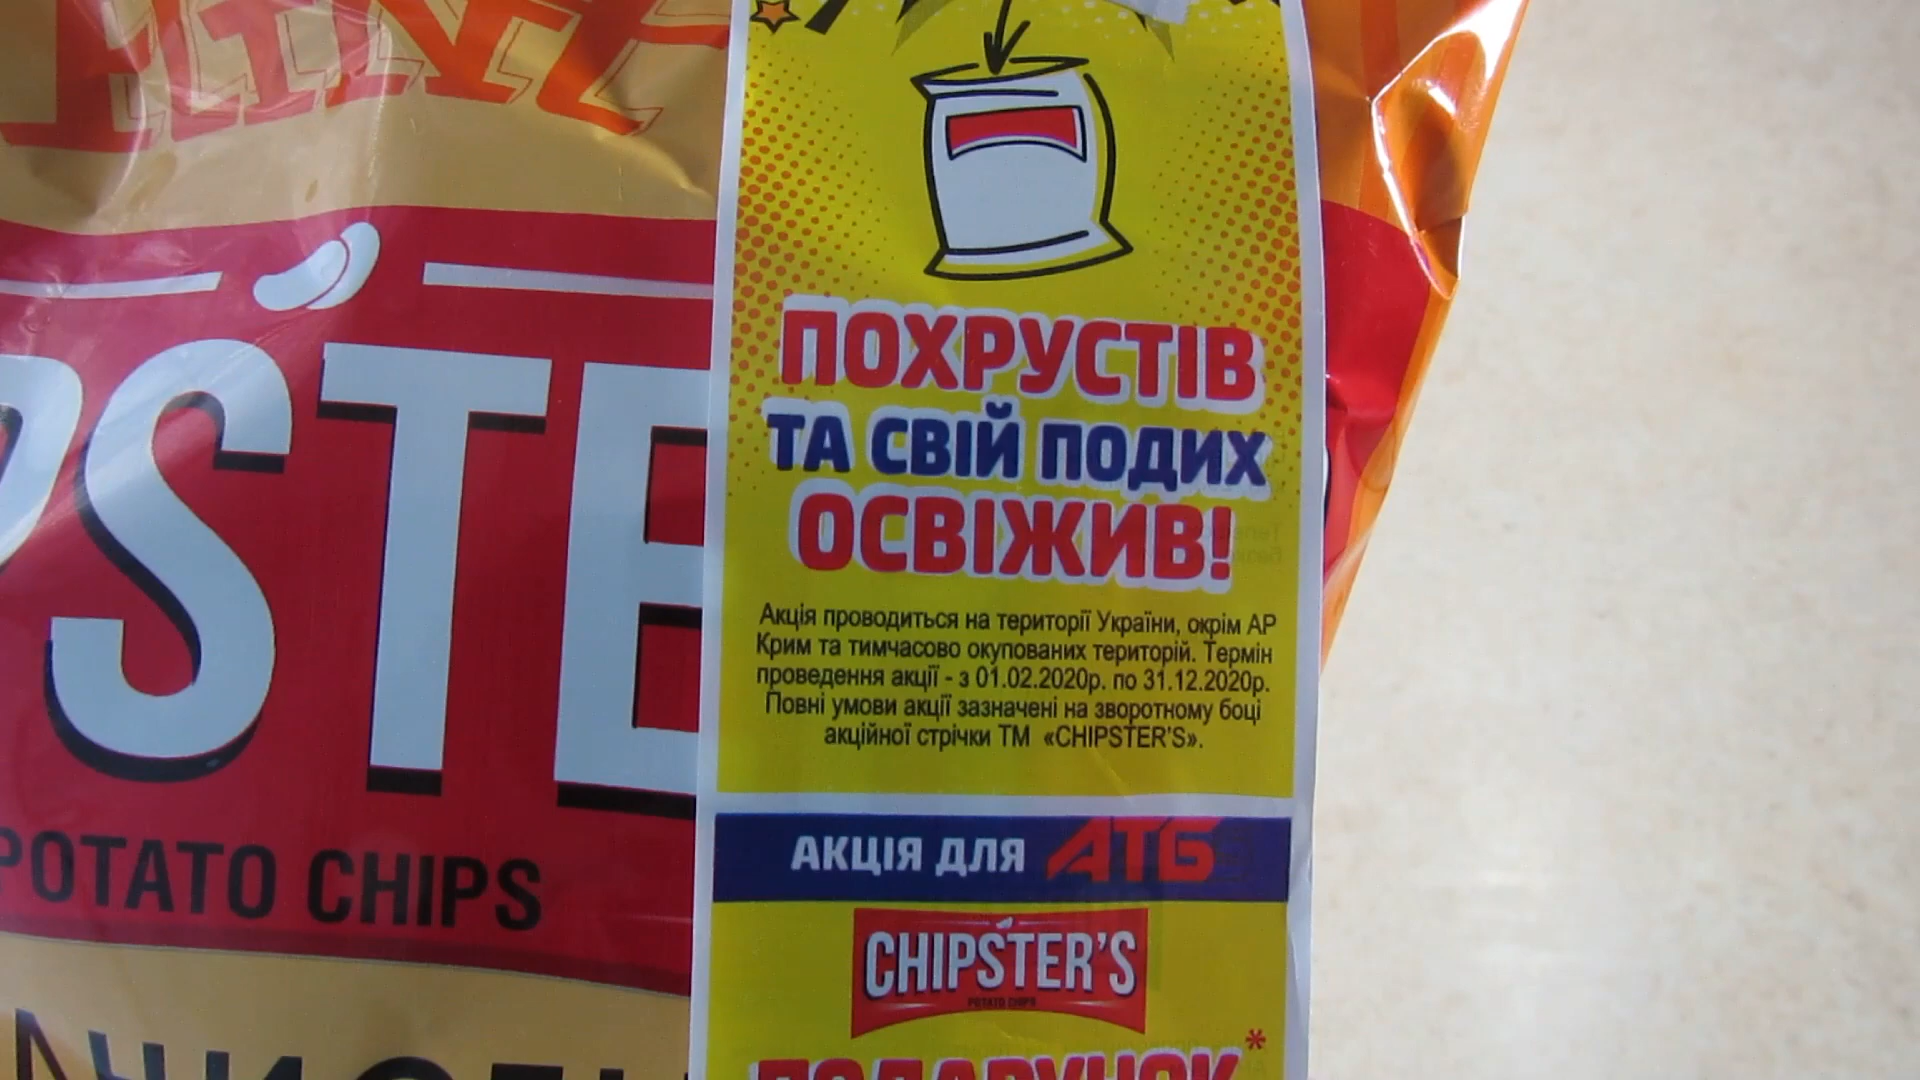 ПОХРУСТІВ
ТА СВІЙ ПОДИХ
ОСВІЖИВ!
Акція проводиться на території України, окрім АР
Крим та тимчасово окупованих територій. Термін
проведення акції - з 01.02.2020р. по 31.12.2020р.
Повні умови акції зазначені на зворотному боці
акційної стрічки ТМ «CHIPSTER'S».
АКЦІЯ ДЛЯ АТБ
CHIPSTER'S
POTATO CHIPS
ПОДАРУНОК*
STE
POTATO CHIPS